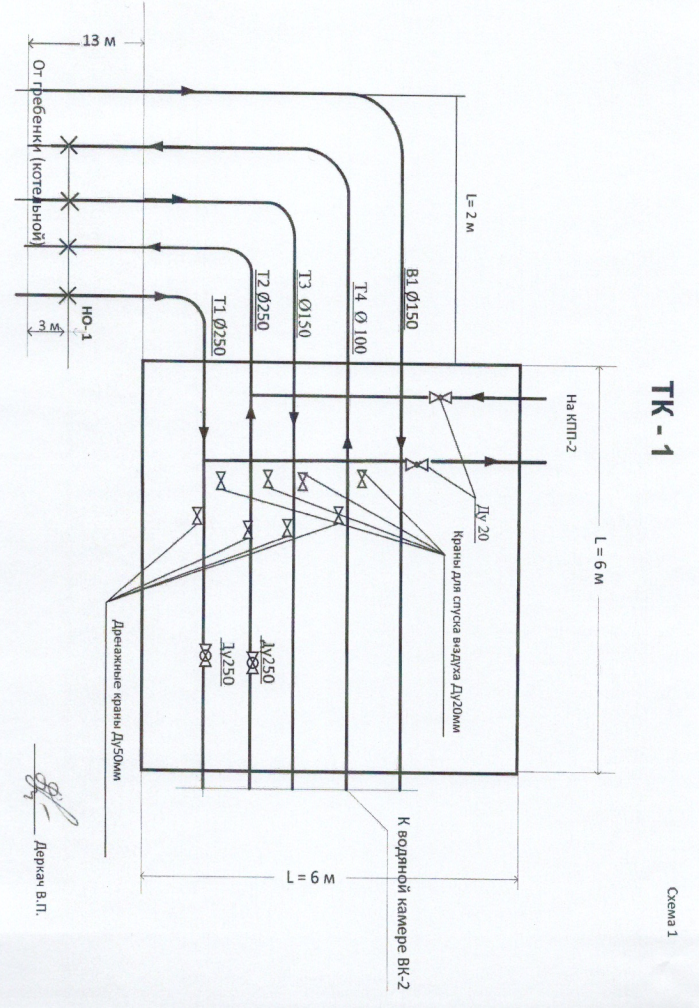 Схема 1
ТК - 1
L = 6 м
На КПП-2
Ду 20
L= 2 м
Краны для спуска взздуха Ду20мм
В1 Ø150
Т4 Ø 100
Т3 Ø150
Т2 Ø250
Т1 Ø250
Ду250
Ду250
К водяной камере ВК-2
L = 6 м
13 м
От гребенки (котельной)
НО-1
3 м
Дренажные краны Ду50мм
Деркач В.П.